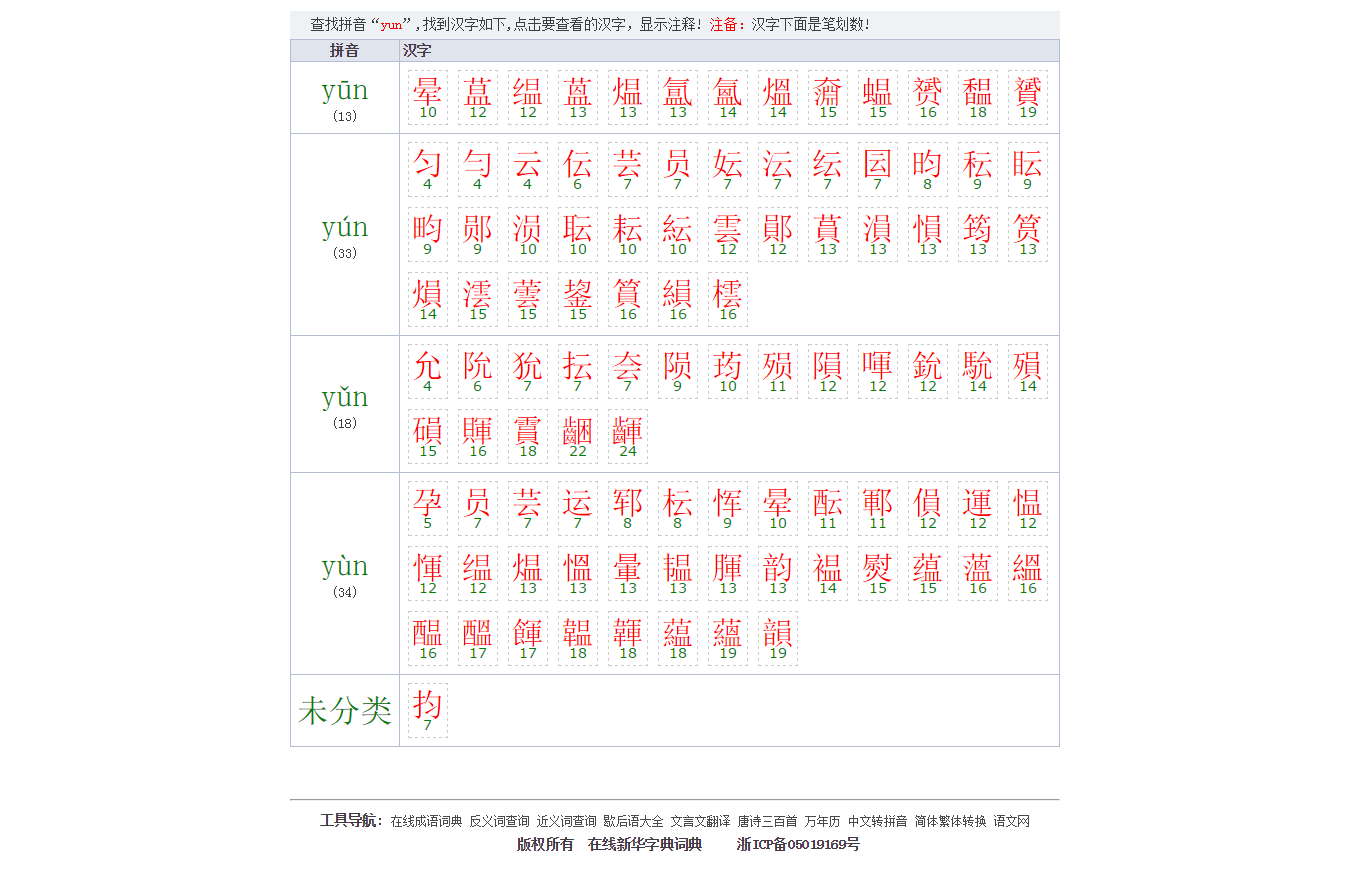 查找拼音“yun”,找到汉字如下,点击要查看的汉字，显示注释! 注备：汉字下面是笔划数!
拼音 汉字
yūn
(13)
晕 蒀 缊 蒕 煴 氲 氳 熅 奫 蝹 赟 馧 贇
10 12 12 13 13 13 14 14 15 15 16 18 19
yún
(33)
匀 勻 云 伝 芸 员 妘 沄 纭 囩 昀 秐 眃
4 4 4 6 7 7 7 7 7 7 8 9 9
畇 郧 涢 耺 耘 紜 雲 鄖 蒷 溳 愪 筠 筼
9 9 10 10 10 10 12 12 13 13 13 13 13
熉 澐 蕓 鋆 篔 縜 橒
14 15 15 15 16 16 16
yǔn
(18)
允 阭 狁 抎 夽 陨 荺 殒 隕 喗 鈗 馻 殞
4 6 7 7 7 9 10 11 12 12 12 14 14
磒 賱 霣 齫 齳
15 16 18 22 24
yùn
(34)
孕 员 芸 运 郓 枟 恽 晕 酝 鄆 傊 運 愠
5 7 7 7 8 8 9 10 11 11 12 12 12
惲 缊 煴 慍 暈 韫 腪 韵 褞 熨 蕴 薀 緼
12 12 13 13 13 13 13 13 14 15 15 16 16
醖 醞 餫 韞 韗 藴 蘊 韻
16 17 17 18 18 18 19 19
未分类
抣
7
工具导航： 在线成语词典 反义词查询 近义词查询 歇后语大全 文言文翻译 唐诗三百首 万年历 中文转拼音 简体繁体转换 语文网
版权所有 在线新华字典词典 浙ICP备05019169号